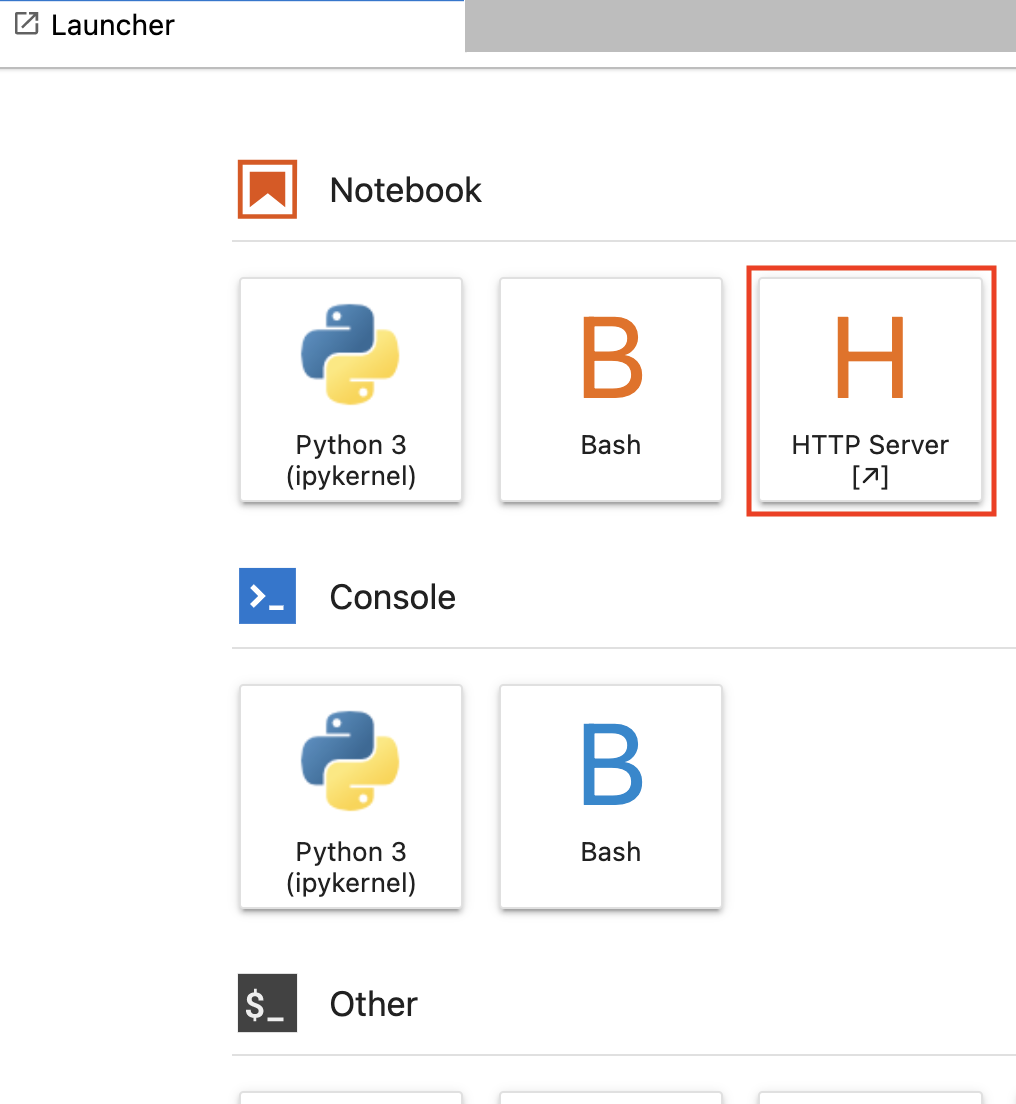 Launcher
Notebook
Python 3
(ipykernel)
B
Bash
H
HTTP Server
[↗]
Console
Python 3
(ipykernel)
B
Bash
$_
Other